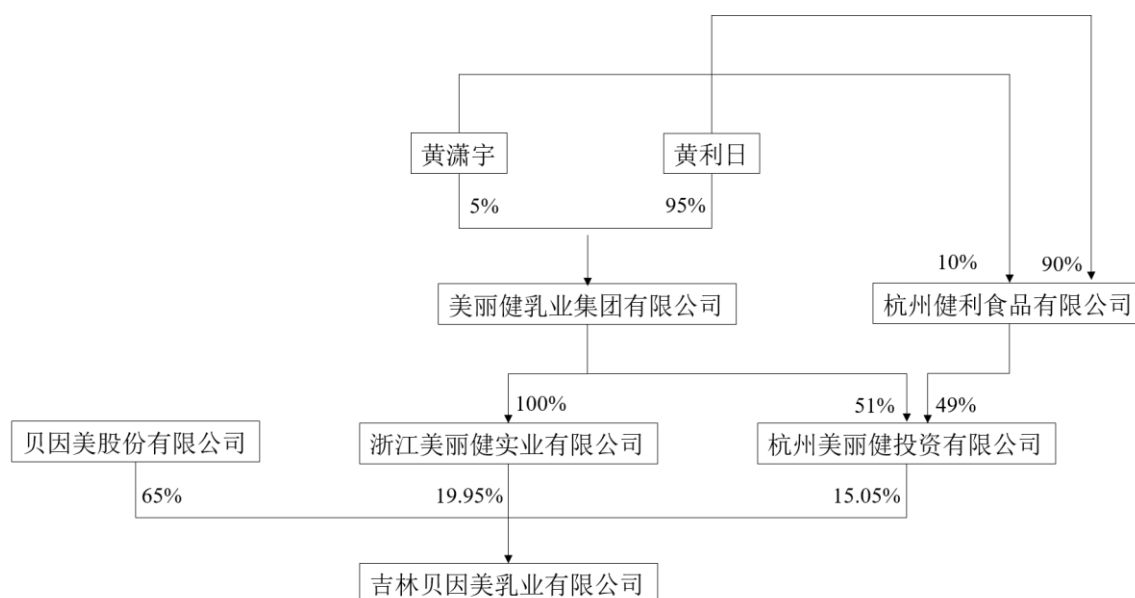 黄潇宇
黄利日
5%
95%
10%
90%
美丽健乳业集团有限公司
杭州健利食品有限公司
100%
51%
49%
贝因美股份有限公司
浙江美丽健实业有限公司
杭州美丽健投资有限公司
65%
19.95%
15.05%
吉林贝因美乳业有限公司